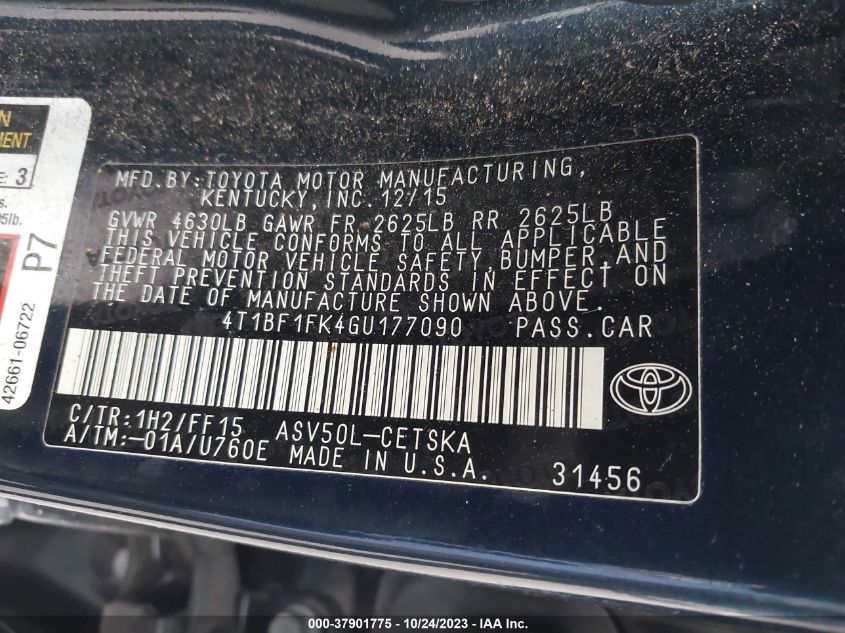 N
MENT
E: 3
s.
5lb.
P7
42661-06722
MFD.BY:TOYOTA MOTOR MANUFACTURING,
KENTUCKY, INC. 12/15
GVWR 4630LB GAWR FR 2625LB RR 2625LB
THIS VEHICLE CONFORMS TO ALL APPLICABLE
FEDERAL MOTOR VEHICLE SAFETY, BUMPER, AND
THEFT PREVENTION STANDARDS IN EFFECT ON
THE DATE OF MANUFACTURE SHOWN ABOVE.
4T1BF1FK4GU177090 PASS.CAR
C/TR:1H2/FF15 ASV50L-CETSKA
A/TM:-01A/U760E MADE IN U.S.A. 31456
000-37901775 - 10/24/2023 - IAA Inc.